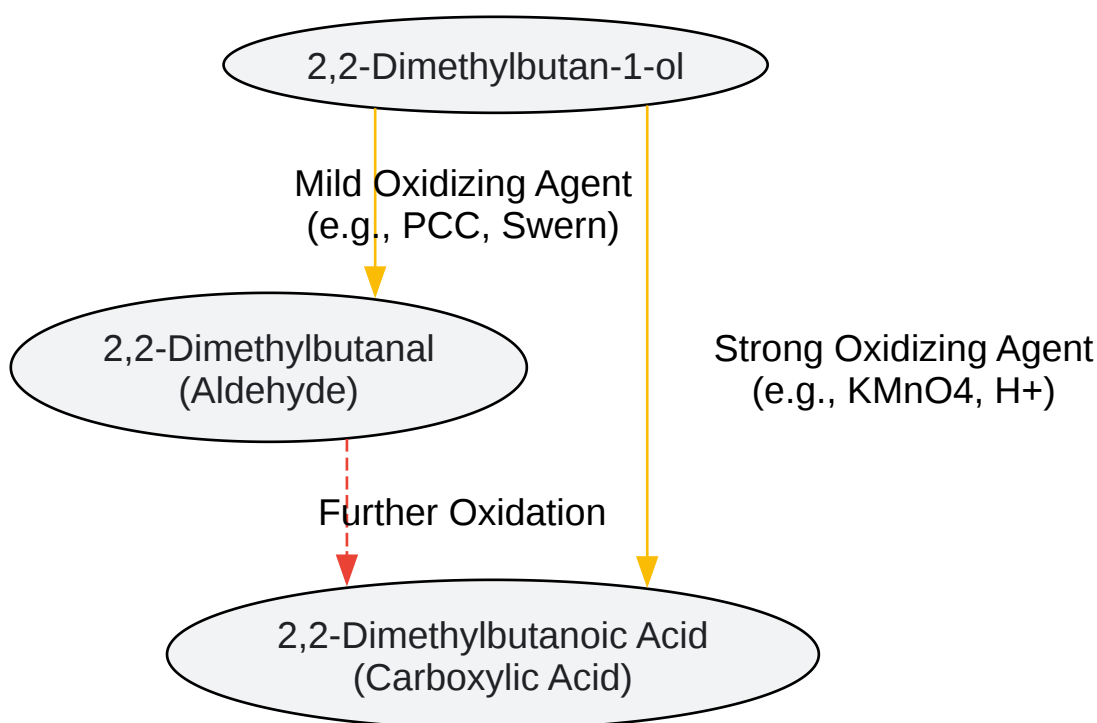 2,2-Dimethylbutan-1-ol
Mild Oxidizing Agent
(e.g., PCC, Swern)
2,2-Dimethylbutanal
(Aldehyde)
Strong Oxidizing Agent
(e.g., KMnO4, H+)
Further Oxidation
2,2-Dimethylbutanoic Acid
(Carboxylic Acid)